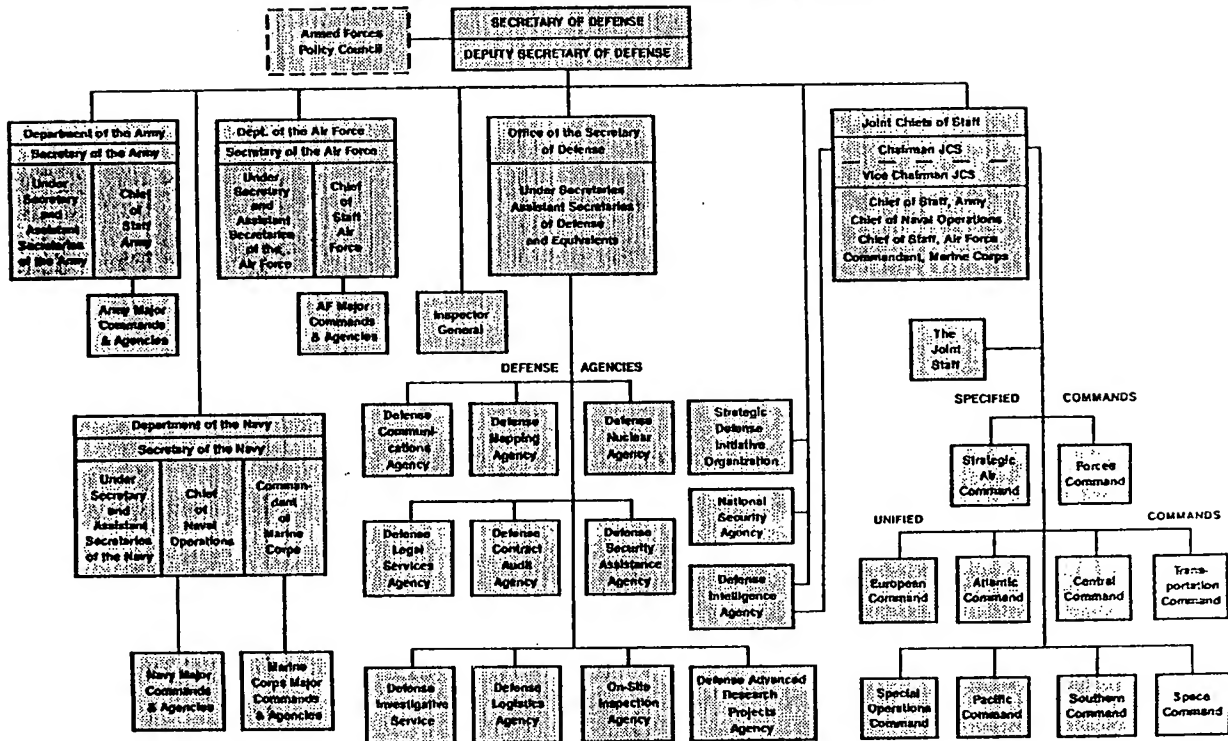 Armed Forces
Policy Council
SECRETARY OF DEFENSE
DEPUTY SECRETARY OF DEFENSE
Department of the Army
Secretary of the Army
Under
Secretary
and
Assistant
Secretaries
of the Army
Chief
of
Staff
Army
Army Major
Commands
& Agencies
Dept. of the Air Force
Secretary of the Air Force
Under
Secretary
and
Assistant
Secretaries
of the
Air Force
Chief
of
Staff
Air
Force
AF Major
Commands
& Agencies
Inspector
General
Office of the Secretary
of Defense
Under Secretaries
Assistant Secretaries
of Defense
and Equivalents
Joint Chiefs of Staff
Chairman JCS
Vice Chairman JCS
Chief of Staff, Army
Chief of Naval Operations
Chief of Staff, Air Force
Commandant, Marine Corps
The
Joint
Staff
Department of the Navy
Secretary of the Navy
Under
Secretary
and
Assistant
Secretaries
of the Navy
Chief
of
Naval
Operations
Comman-
dant
of
Marine
Corps
Navy Major
Commands
& Agencies
Marine
Corps Major
Commands
& Agencies
DEFENSE AGENCIES
Defense
Communi-
cations
Agency
Defense
Mapping
Agency
Defense
Nuclear
Agency
Defense
Legal
Services
Agency
Defense
Contract
Audit
Agency
Defense
Security
Assistance
Agency
Defense
Investigative
Service
Defense
Logistics
Agency
On-Site
Inspection
Agency
Defense Advanced
Research
Projects
Agency
Strategic
Defense
Initiative
Organization
National
Security
Agency
Defense
Intelligence
Agency
SPECIFIED COMMANDS
Strategic
Air
Command
Forces
Command
UNIFIED COMMANDS
European
Command
Atlantic
Command
Central
Command
Trans-
portation
Command
Special
Operations
Command
Pacific
Command
Southern
Command
Space
Command